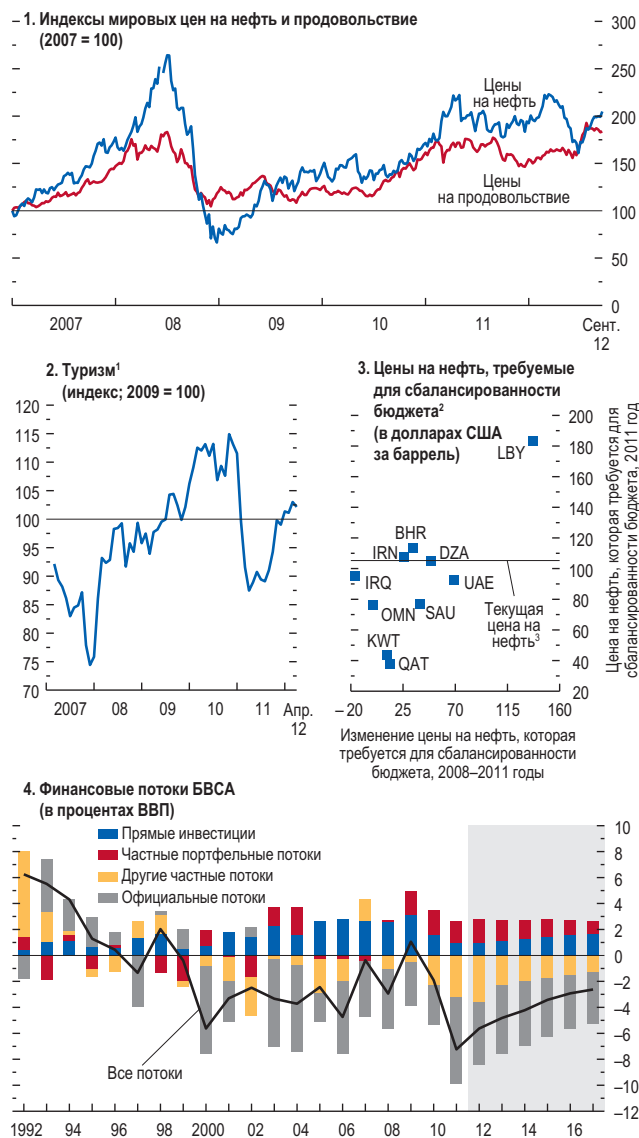 1. Индексы мировых цен на нефть и продовольствие
(2007 = 100)
300
250
200
150
100
50
0
Цены
на нефть
Цены
на продовольствие
2007
08
09
10
11
Сент.
12
2. Туризм¹
(индекс; 2009 = 100)
120
115
110
105
100
95
90
85
80
75
70
2007
08
09
10
11
Апр.
12
3. Цены на нефть, требуемые
для сбалансированности
бюджета²
(в долларах США
за баррель)
200
180
160
140
120
100
80
60
40
20
LBY
BHR
IRN
DZA
IRQ
UAE
OMN
SAU
KWT
QAT
Текущая
цена на
нефть³
–20
25
70
115
160
Изменение цены на нефть, которая
требуется для сбалансированности
бюджета, 2008–2011 годы
Цена на нефть, которая требуется для
сбалансированности бюджета, 2011 год
4. Финансовые потоки БВСА
(в процентах ВВП)
Прямые инвестиции
Частные портфельные потоки
Другие частные потоки
Официальные потоки
Все потоки
10
8
6
4
2
0
–2
–4
–6
–8
–10
–12
1992
94
96
98
2000
02
04
06
08
10
12
14
16